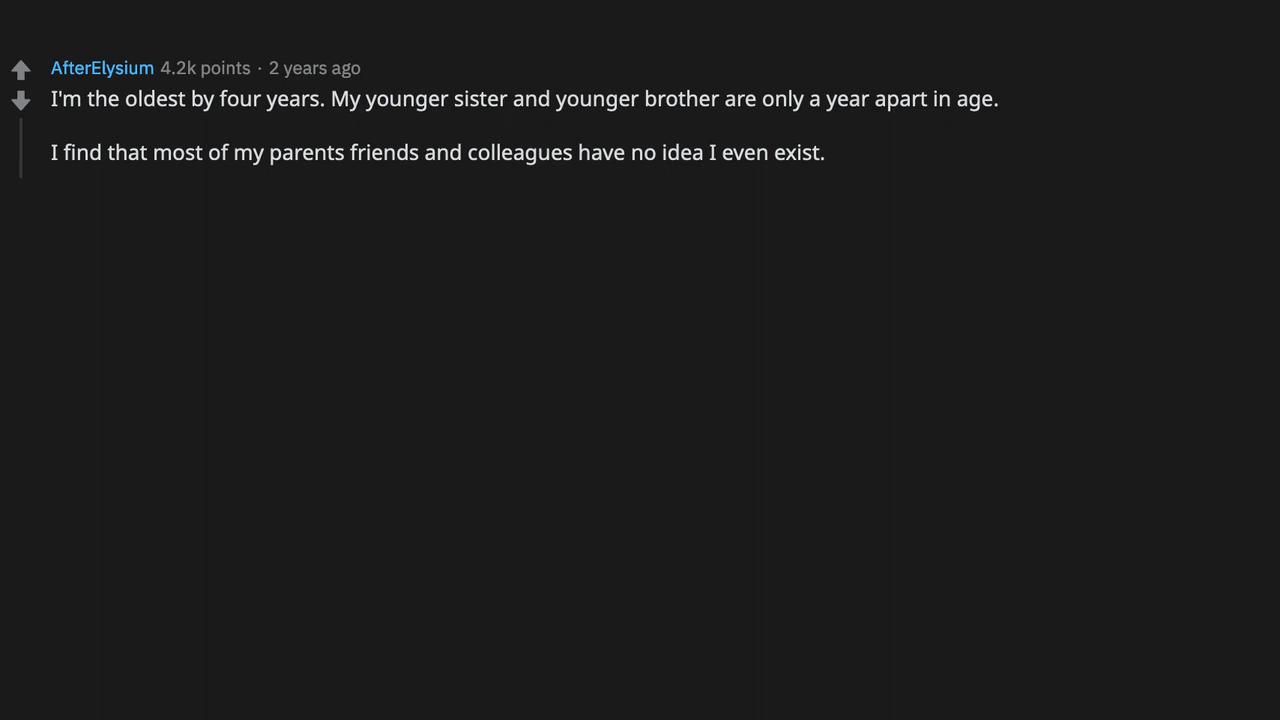 AfterElysium 4.2k points · 2 years ago
I'm the oldest by four years. My younger sister and younger brother are only a year apart in age.
I find that most of my parents friends and colleagues have no idea I even exist.